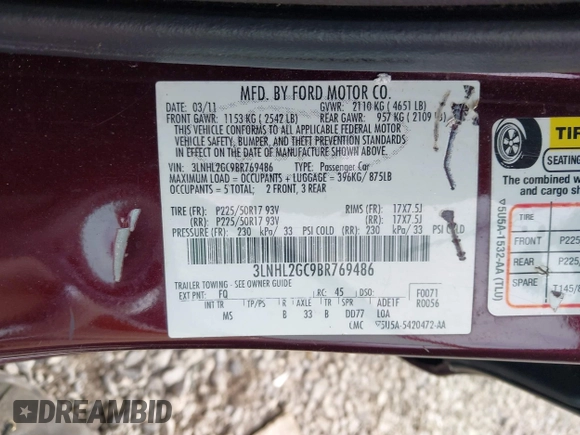 MFD. BY FORD MOTOR CO.
DATE: 03/11 GVWR: 2110 KG ( 4651 LB)
FRONT GAWR: 1153 KG ( 2542 LB) REAR GAWR: 957 KG ( 2109 LB)
THIS VEHICLE CONFORMS TO ALL APPLICABLE FEDERAL MOTOR
VEHICLE SAFETY, BUMPER, AND THEFT PREVENTION STANDARDS
IN EFFECT ON THE DATE OF MANUFACTURE SHOWN ABOVE.
VIN: 3LNHL2GC9BR769486 TYPE: Passenger Car
MAXIMUM LOAD = OCCUPANTS + LUGGAGE = 396KG/ 875LB
OCCUPANTS = 5 TOTAL; 2 FRONT, 3 REAR
TIRE (FR): P225/50R17 93V RIMS (FR): 17X7.5J
(RR): P225/50R17 93V (RR): 17X7.5J
PRESSURE (FR): 230 kPa/ 33 PSI COLD (RR): 230 kPa/ 33 PSI COLD
3LNHL2GC9BR769486
TRAILER TOWING - SEE OWNER GUIDE
EXT PNT: FQ RC: 45 DSO: F0071
INT TR TP/PS R AXLE TR SPR ADE1F R0056
MS B 33 B DD77 LOA
CMC 5U5A-5420472-AA
5U5A-1532-AA (TLU)
TIR
SEATING
The combined w
and cargo sh
TIRE
FRONT P225
REAR P225
SPARE T145/8
DREAMBID